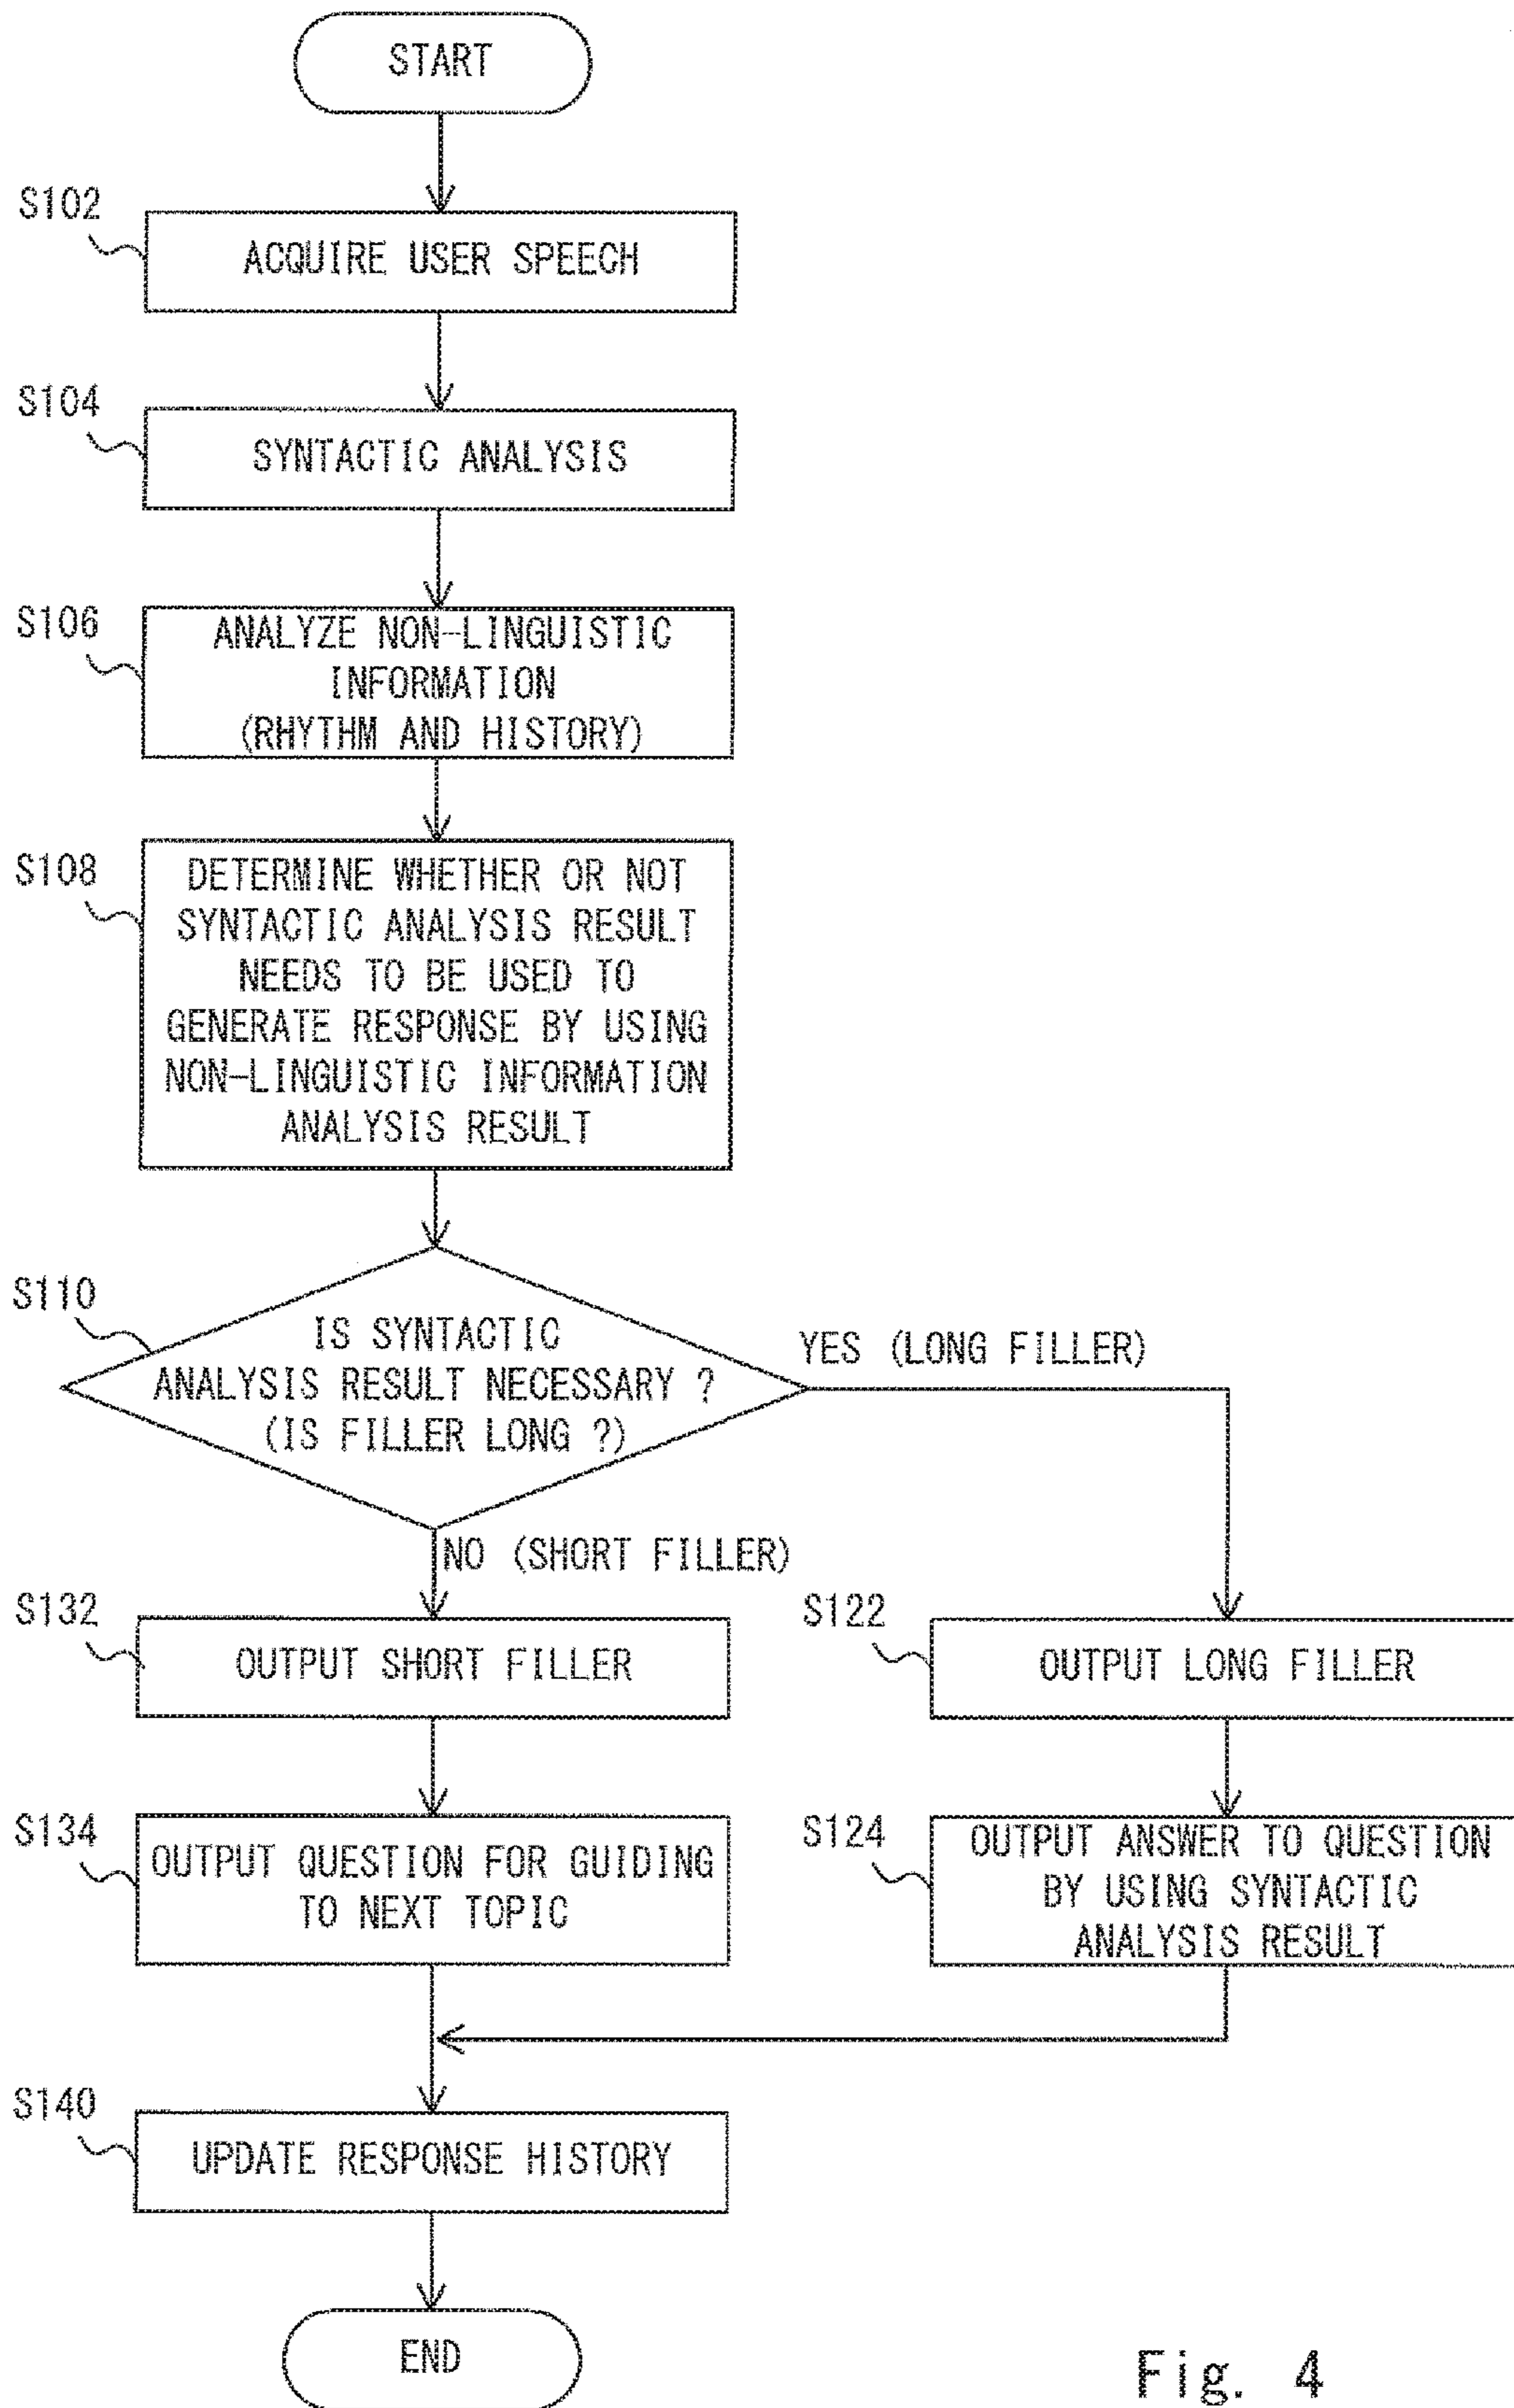 START
S102
ACQUIRE USER SPEECH
S104
SYNTACTIC ANALYSIS
S106
ANALYZE NON-LINGUISTIC
INFORMATION
(RHYTHM AND HISTORY)
S108
DETERMINE WHETHER OR NOT
SYNTACTIC ANALYSIS RESULT
NEEDS TO BE USED TO
GENERATE RESPONSE BY USING
NON-LINGUISTIC INFORMATION
ANALYSIS RESULT
S110
IS SYNTACTIC
ANALYSIS RESULT NECESSARY ?
(IS FILLER LONG ?)
YES (LONG FILLER)
NO (SHORT FILLER)
S132
OUTPUT SHORT FILLER
S122
OUTPUT LONG FILLER
S134
OUTPUT QUESTION FOR GUIDING
TO NEXT TOPIC
S124
OUTPUT ANSWER TO QUESTION
BY USING SYNTACTIC
ANALYSIS RESULT
S140
UPDATE RESPONSE HISTORY
END
Fig. 4